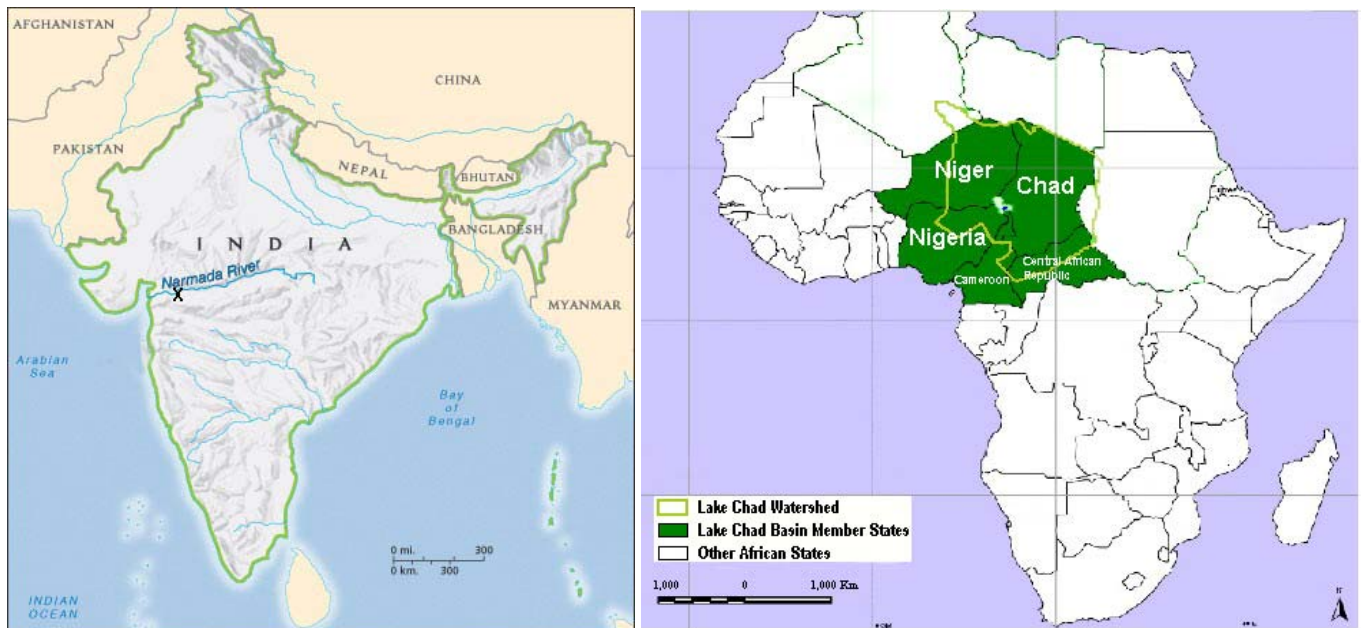 AFGHANISTAN
CHINA
PAKISTAN
NEPAL
BHUTAN
BANGLADESH
INDIA
Narmada River
X
MYANMAR
Arabian
Sea
Bay
of
Bengal
0 mi. 300
0 km. 300
INDIAN
OCEAN
Niger
Chad
Nigeria
Central African
Republic
Cameroon
Lake Chad Watershed
Lake Chad Basin Member States
Other African States
1,000 0 1,000 Km
N